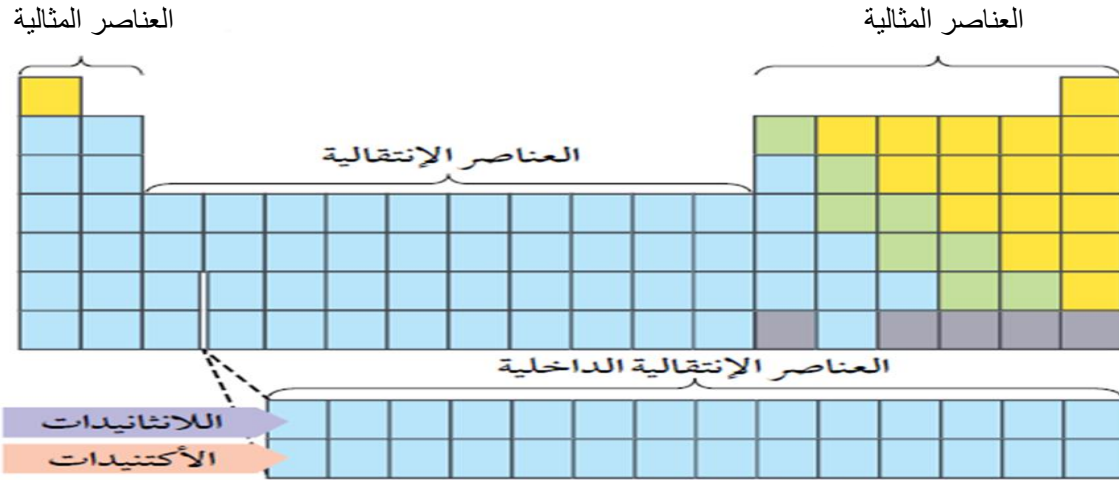 العناصر المثالية
العناصر المثالية
العناصر الإنتقالية
العناصر الإنتقالية الداخلية
اللانثانيدات
الأكتنيدات